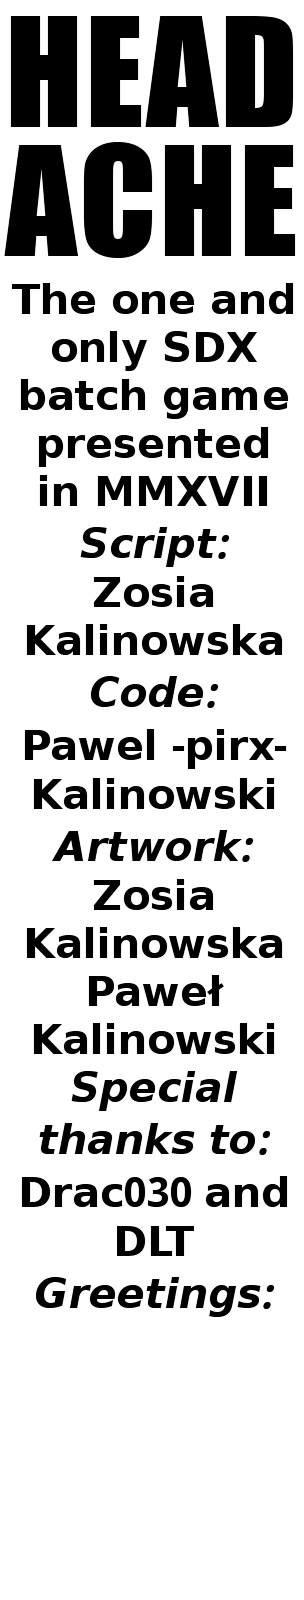 HEAD
ACHE
The one and
only SDX
batch game
presented
in MMXVII
Script:
Zosia
Kalinowska
Code:
Pawel -pirx-
Kalinowski
Artwork:
Zosia
Kalinowska
Paweł
Kalinowski
Special
thanks to:
Drac030 and
DLT
Greetings: